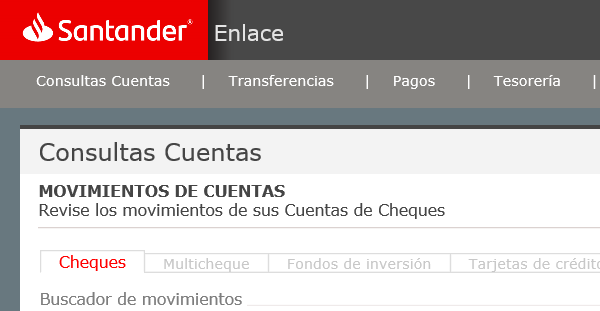 Santander® Enlace
Consultas Cuentas | Transferencias | Pagos | Tesorería |
Consultas Cuentas
MOVIMIENTOS DE CUENTAS
Revise los movimientos de sus Cuentas de Cheques
Cheques Multicheque Fondos de inversión Tarjetas de crédito
Buscador de movimientos